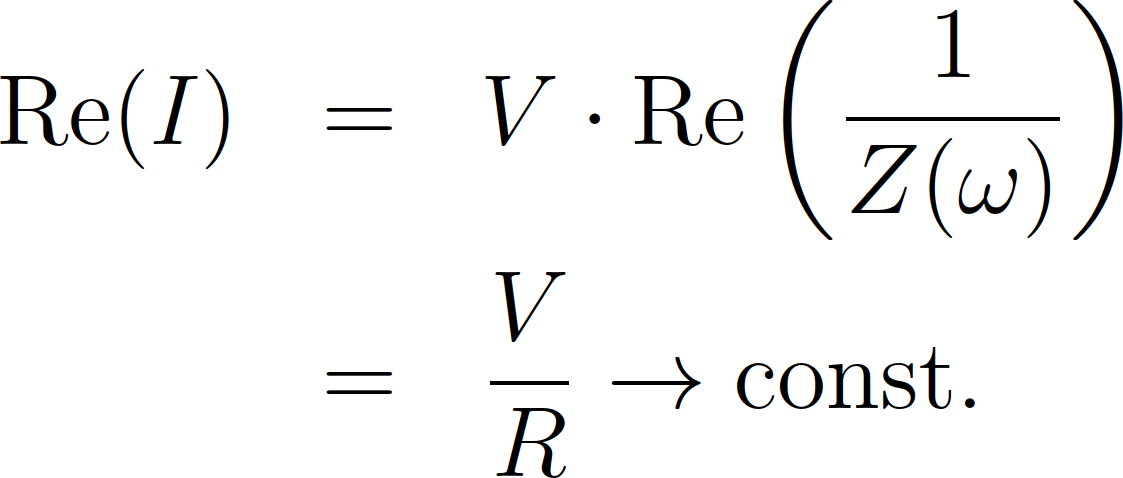 Re(I) = V · Re(1/Z(ω))
= V/R → const.